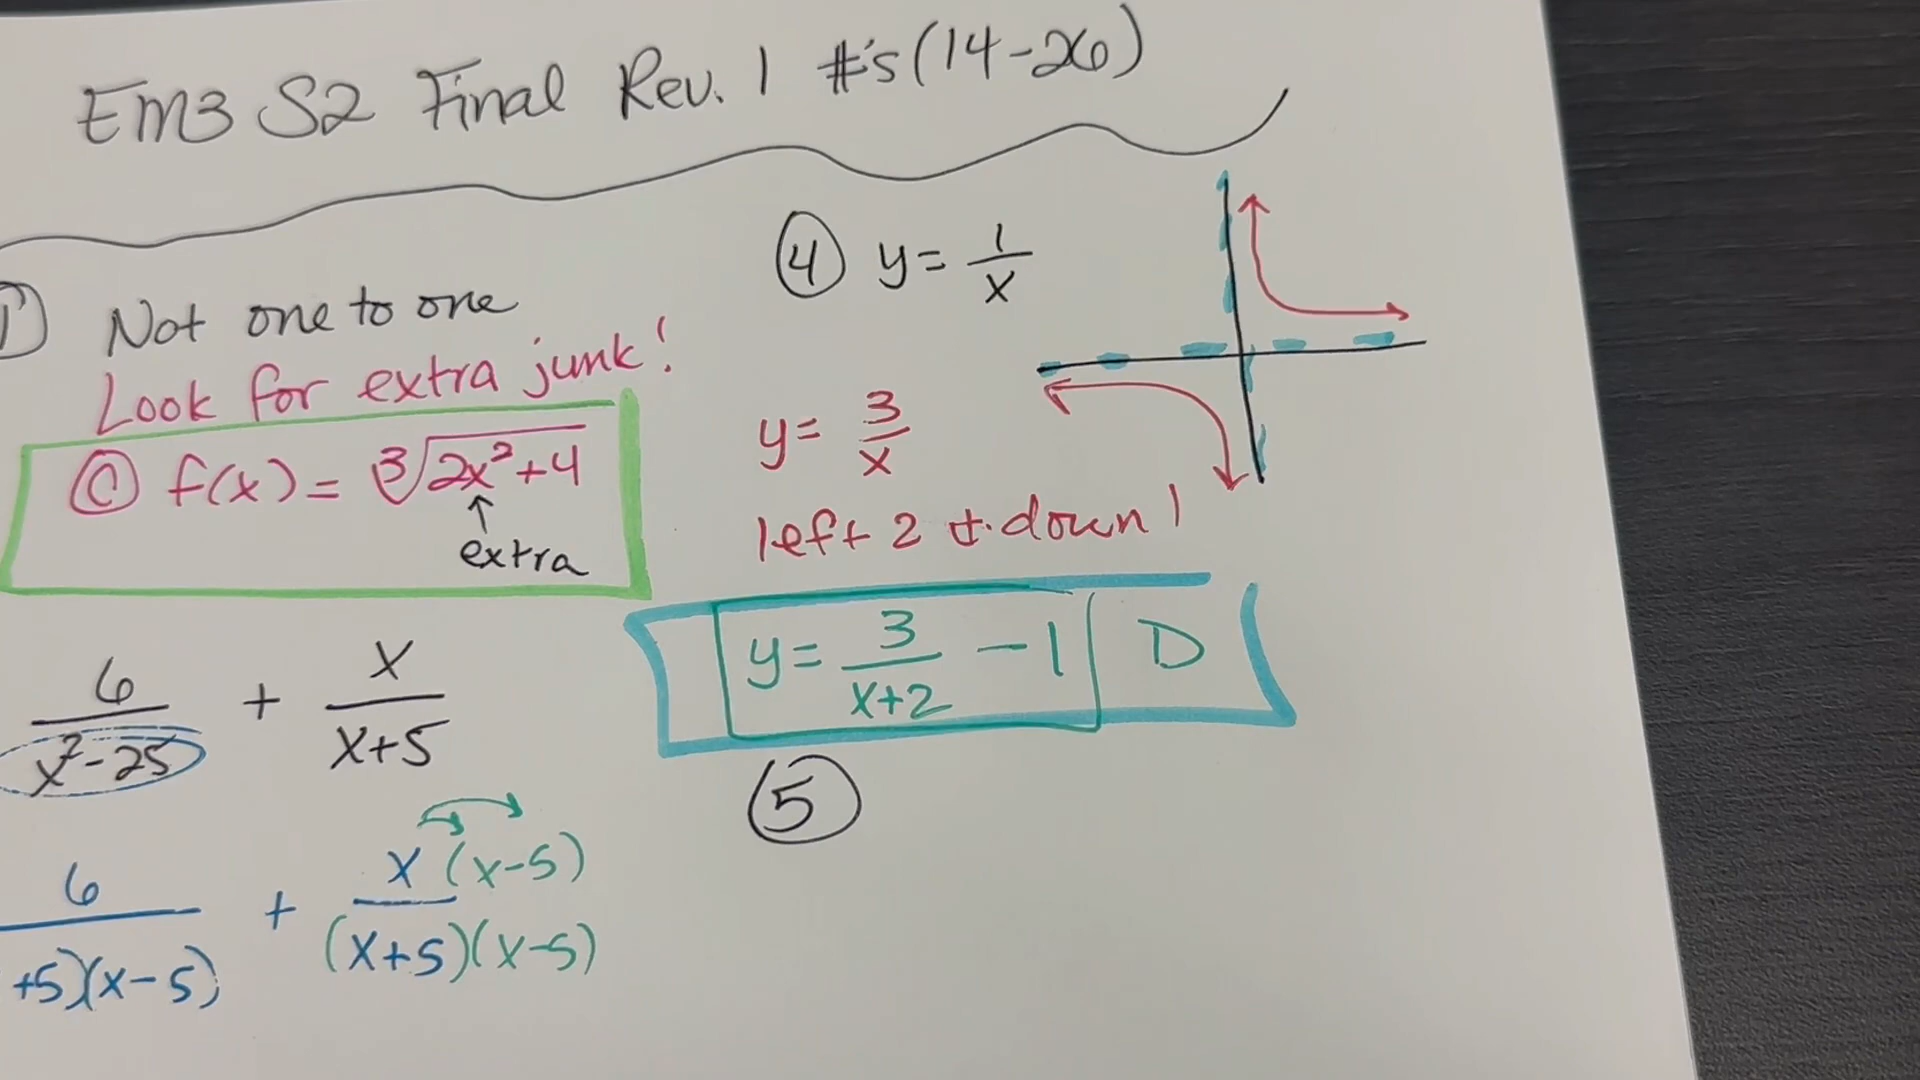 Em3 S2 Final Rev. 1 #'s (14-26)
1 Not one to one
Look for extra junk!
C f(x) = ∛(2x²+4)
↑
extra
6/(x²-25) + x/(x+5)
6/(+5)(x-5) + x(x-5)/(x+5)(x-5)
4 y = 1/x
y = 3/x
left 2 + down 1
y = 3/(x+2) - 1 D
5